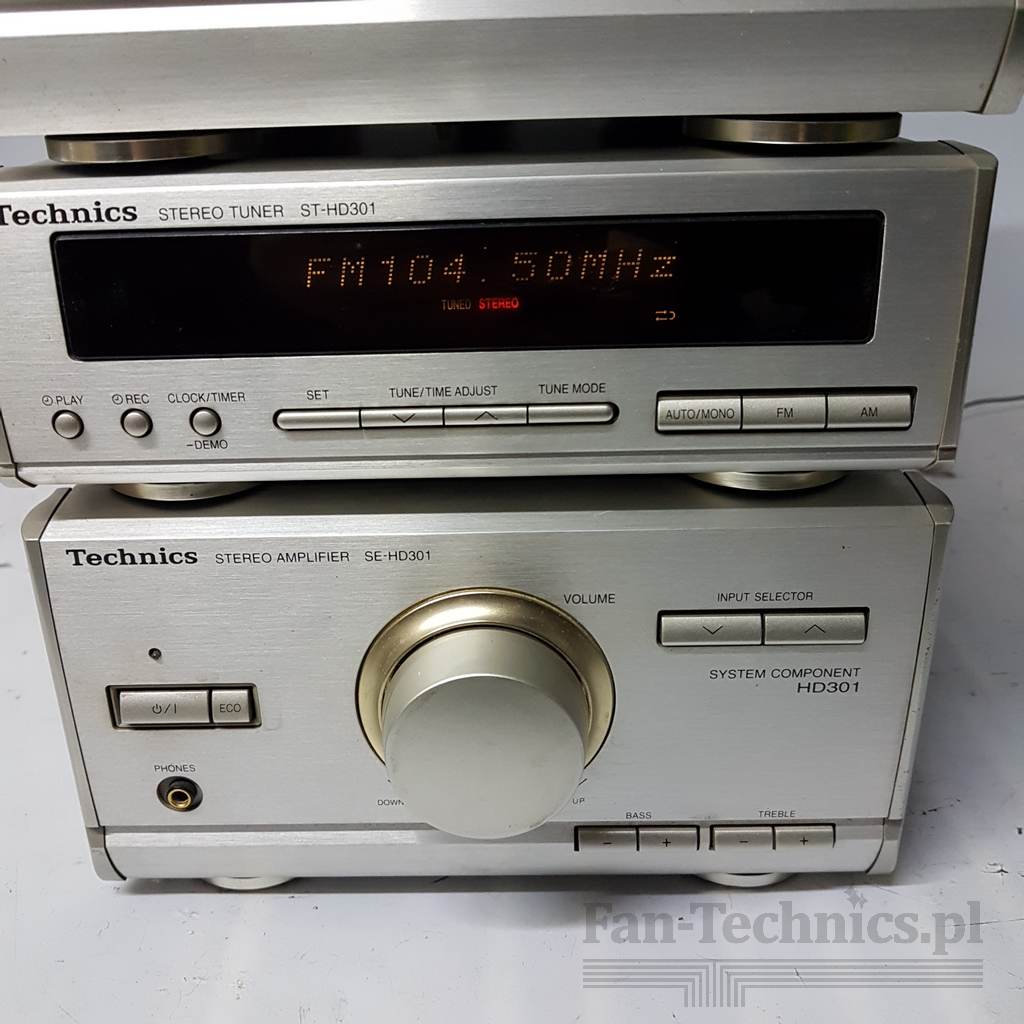 Technics STEREO TUNER ST-HD301
FM104.50MHz
TUNED STEREO
PLAY REC CLOCK/TIMER SET TUNE/TIME ADJUST TUNE MODE
AUTO/MONO FM AM
–DEMO
Technics STEREO AMPLIFIER SE-HD301
VOLUME
INPUT SELECTOR
SYSTEM COMPONENT
HD301
⏻/I ECO
PHONES
DOWN UP
BASS TREBLE
– + – +
Fan-Technics.pl